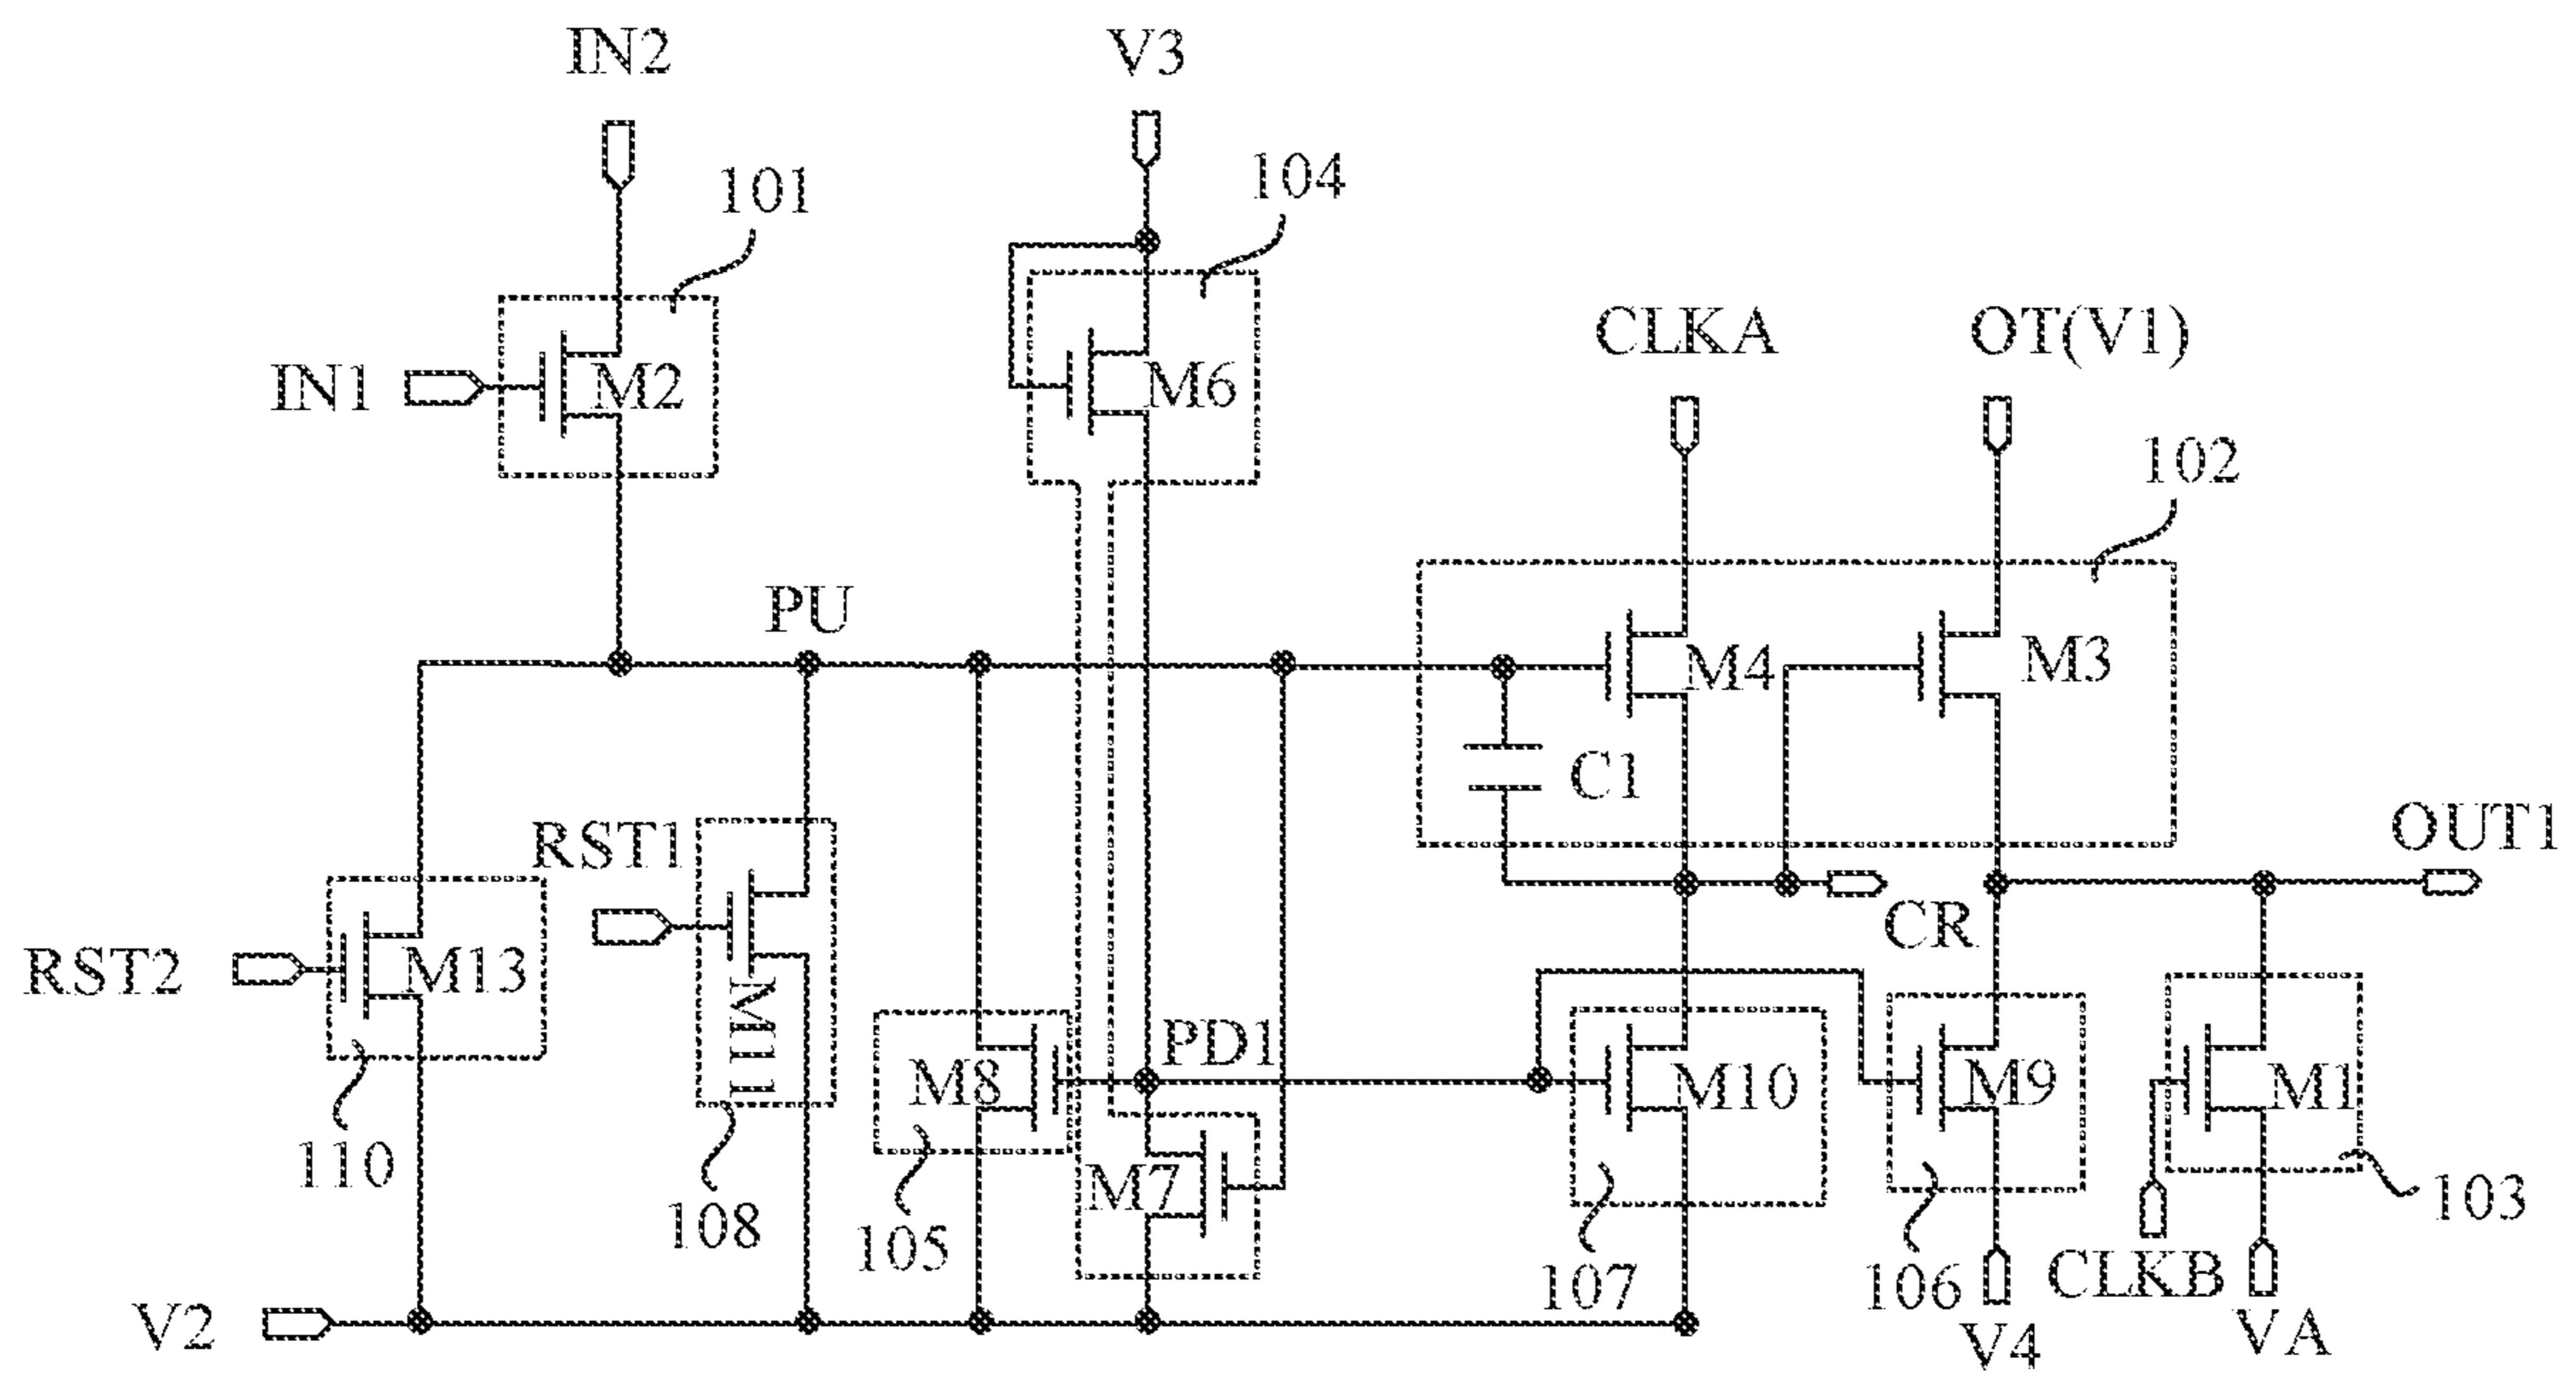 IN2
V3
101
104
IN1
M2
M6
CLKA
OT(V1)
102
PU
M4
M3
C1
RST1
OUT1
CR
RST2
M13
M11
PD1
M8
M10
M9
M1
110
M7
108
105
107
106
103
CLKB
V2
V4
VA